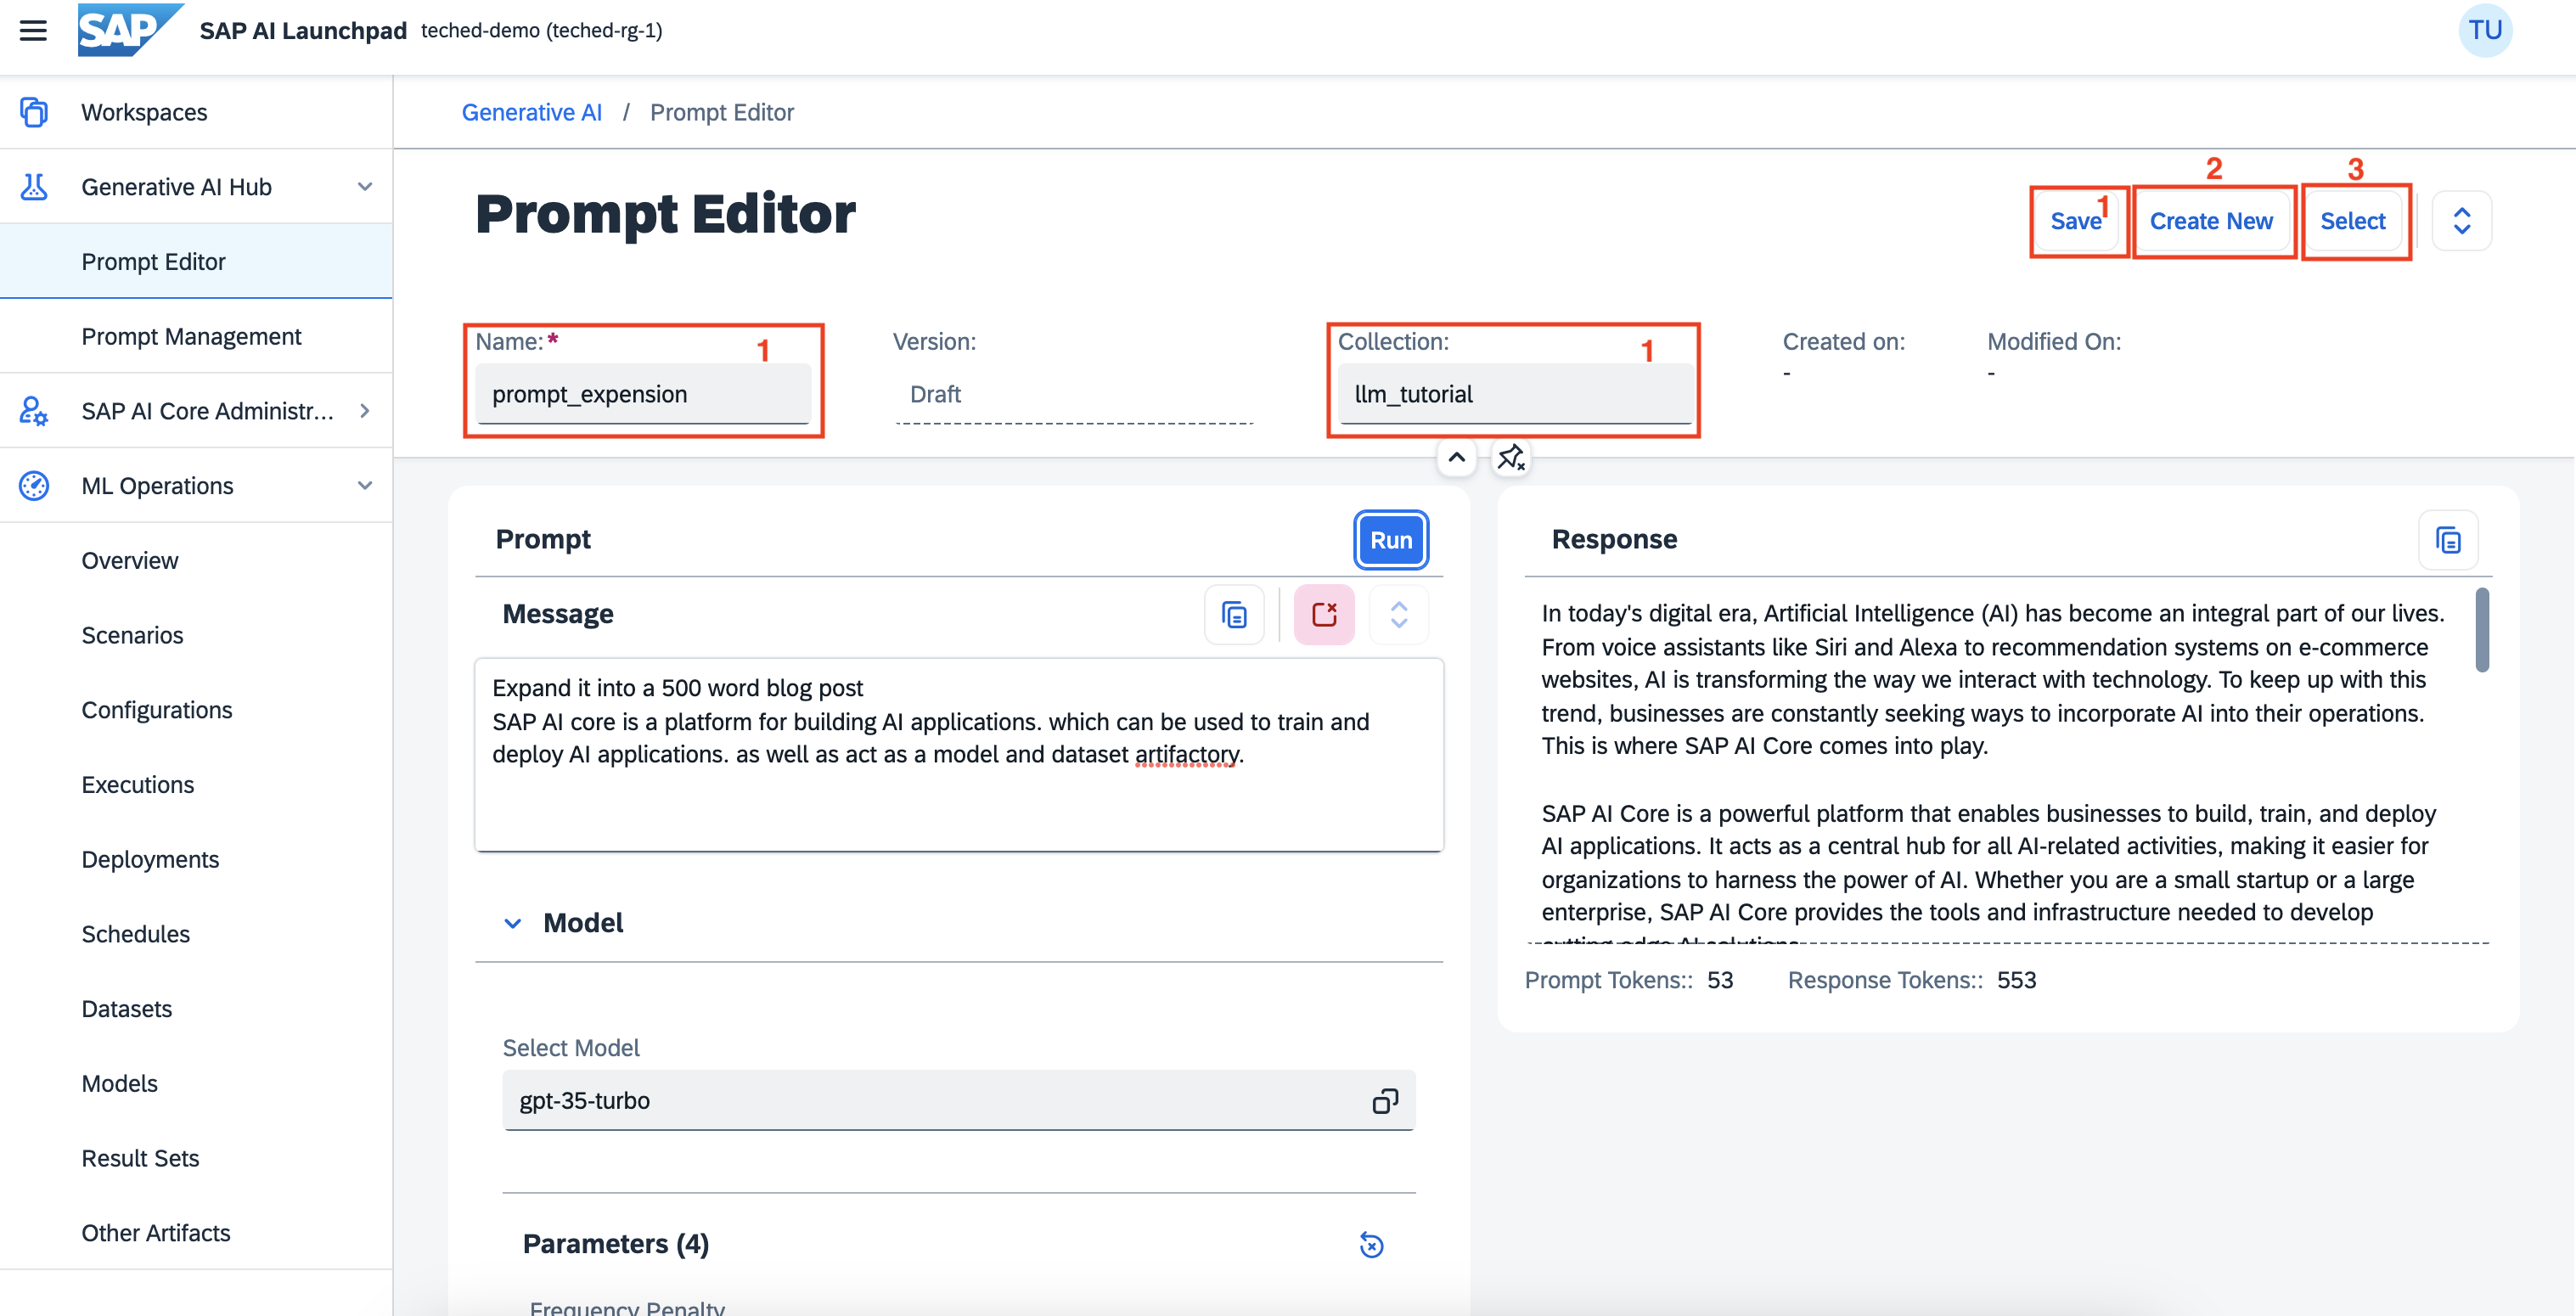 SAP SAP AI Launchpad teched-demo (teched-rg-1) TU
Workspaces
Generative AI Hub
Prompt Editor
Prompt Management
SAP AI Core Administr...
ML Operations
Overview
Scenarios
Configurations
Executions
Deployments
Schedules
Datasets
Models
Result Sets
Other Artifacts
Generative AI / Prompt Editor
Prompt Editor
Save 1
2
Create New
3
Select
Name:* 1
prompt_expension
Version:
Draft
Collection: 1
llm_tutorial
Created on:
-
Modified On:
-
Prompt
Run
Message
Expand it into a 500 word blog post
SAP AI core is a platform for building AI applications. which can be used to train and
deploy AI applications. as well as act as a model and dataset artifactory.
Model
Select Model
gpt-35-turbo
Parameters (4)
Frequency Penalty
Response
In today's digital era, Artificial Intelligence (AI) has become an integral part of our lives.
From voice assistants like Siri and Alexa to recommendation systems on e-commerce
websites, AI is transforming the way we interact with technology. To keep up with this
trend, businesses are constantly seeking ways to incorporate AI into their operations.
This is where SAP AI Core comes into play.
SAP AI Core is a powerful platform that enables businesses to build, train, and deploy
AI applications. It acts as a central hub for all AI-related activities, making it easier for
organizations to harness the power of AI. Whether you are a small startup or a large
enterprise, SAP AI Core provides the tools and infrastructure needed to develop
cutting-edge AI solutions.
Prompt Tokens:: 53 Response Tokens:: 553